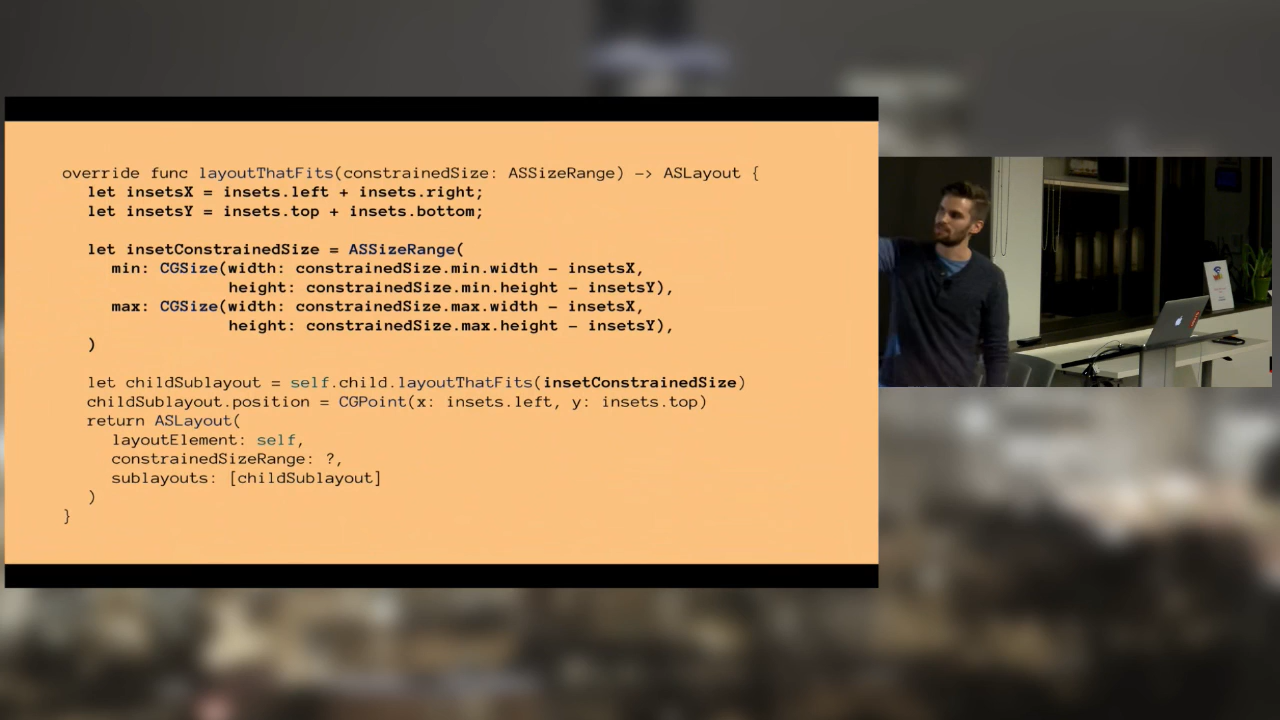 override func layoutThatFits(constrainedSize: ASSizeRange) -> ASLayout {
let insetsX = insets.left + insets.right;
let insetsY = insets.top + insets.bottom;
let insetConstrainedSize = ASSizeRange(
min: CGSize(width: constrainedSize.min.width - insetsX,
height: constrainedSize.min.height - insetsY),
max: CGSize(width: constrainedSize.max.width - insetsX,
height: constrainedSize.max.height - insetsY),
)
let childSublayout = self.child.layoutThatFits(insetConstrainedSize)
childSublayout.position = CGPoint(x: insets.left, y: insets.top)
return ASLayout(
layoutElement: self,
constrainedSizeRange: ?,
sublayouts: [childSublayout]
)
}